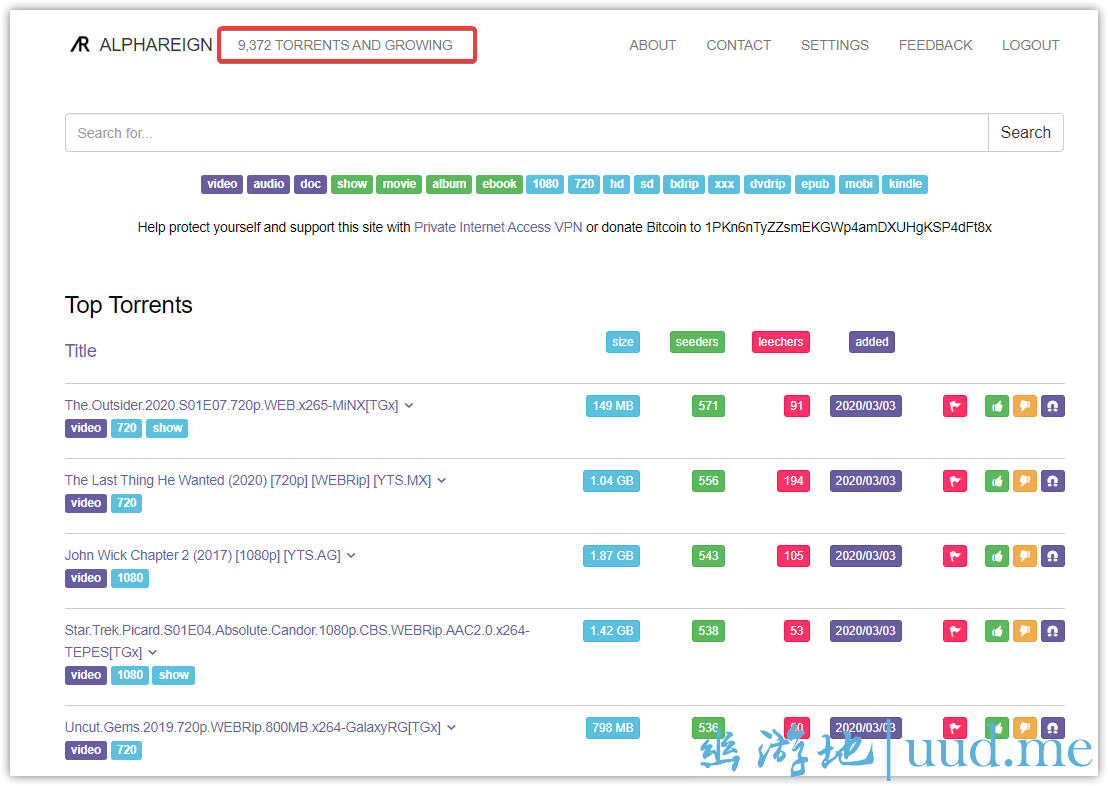 AR ALPHAREIGN 9,372 TORRENTS AND GROWING ABOUT CONTACT SETTINGS FEEDBACK LOGOUT
Search for... Search
video audio doc show movie album ebook 1080 720 hd sd bdrip xxx dvdrip epub mobi kindle
Help protect yourself and support this site with Private Internet Access VPN or donate Bitcoin to 1PKn6nTyZZsmEKGWp4amDXUHgKSP4dFt8x
Top Torrents
Title size seeders leechers added
The.Outsider.2020.S01E07.720p.WEB.x265-MiNX[TGx] 149 MB 571 91 2020/03/03
video 720 show
The Last Thing He Wanted (2020) [720p] [WEBRip] [YTS.MX] 1.04 GB 556 194 2020/03/03
video 720
John Wick Chapter 2 (2017) [1080p] [YTS.AG] 1.87 GB 543 105 2020/03/03
video 1080
Star.Trek.Picard.S01E04.Absolute.Candor.1080p.CBS.WEBRip.AAC2.0.x264- 1.42 GB 538 53 2020/03/03
TEPES[TGx]
video 1080 show
Uncut.Gems.2019.720p.WEBRip.800MB.x264-GalaxyRG[TGx] 798 MB 536 2020/03/03
video 720
幽游地|uud.me